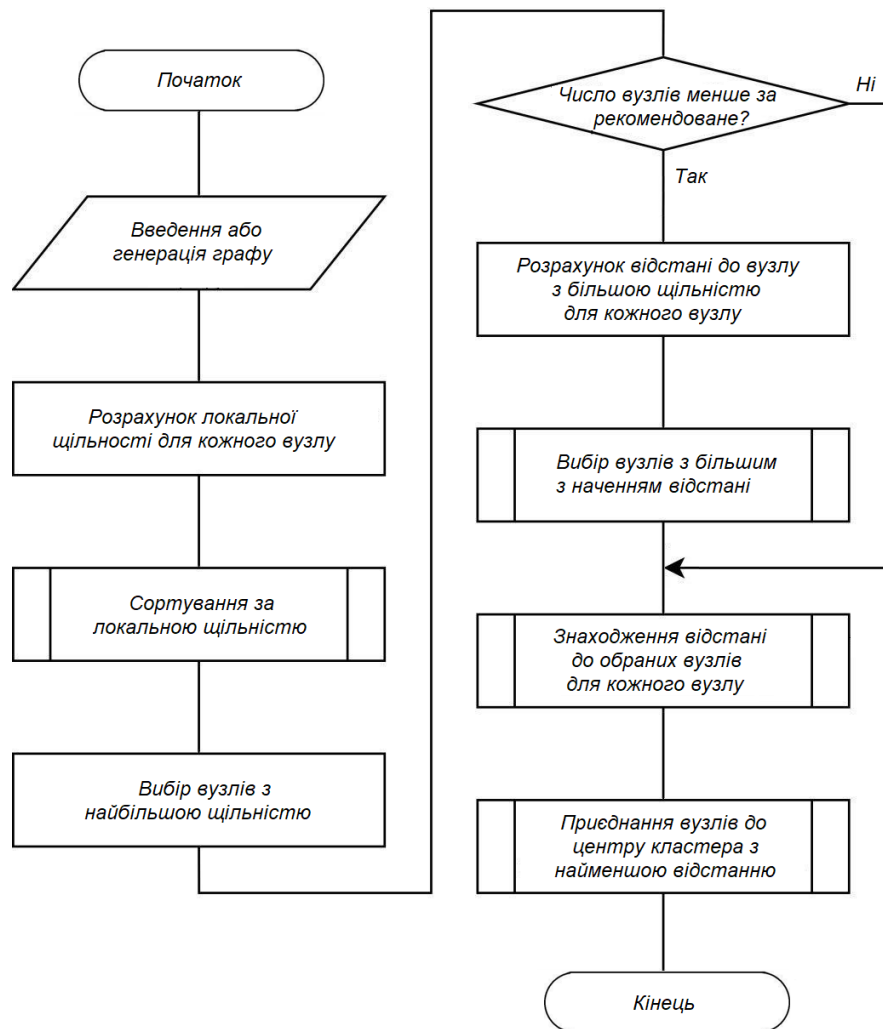 Початок
Введення або
генерація графу
Розрахунок локальної
щільності для кожного вузлу
Сортування за
локальною щільністю
Вибір вузлів з
найбільшою щільністю
Число вузлів менше за
рекомендоване?
Ні
Так
Розрахунок відстані до вузлу
з більшою щільністю
для кожного вузлу
Вибір вузлів з більшим
з наченням відстані
Знаходження відстані
до обраних вузлів
для кожного вузлу
Приєднання вузлів до
центру кластера з
найменшою відстанню
Кінець